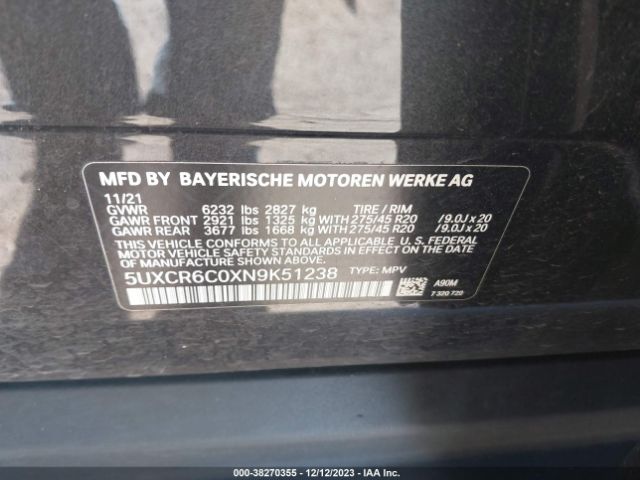 MFD BY BAYERISCHE MOTOREN WERKE AG
11/21
GVWR 6232 lbs 2827 kg TIRE / RIM
GAWR FRONT 2921 lbs 1325 kg WITH 275/45 R20 /9.0J x 20
GAWR REAR 3677 lbs 1668 kg WITH 275/45 R20 /9.0J x 20
THIS VEHICLE CONFORMS TO ALL APPLICABLE U.S. FEDERAL
MOTOR VEHICLE SAFETY STANDARDS IN EFFECT ON THE DATE
OF MANUFACTURE SHOWN ABOVE.
5UXCR6C0XN9K51238 TYPE: MPV
A90M
7 320 720
STOCK #: 38270355 - 12/12/2023 - © IAA Inc.